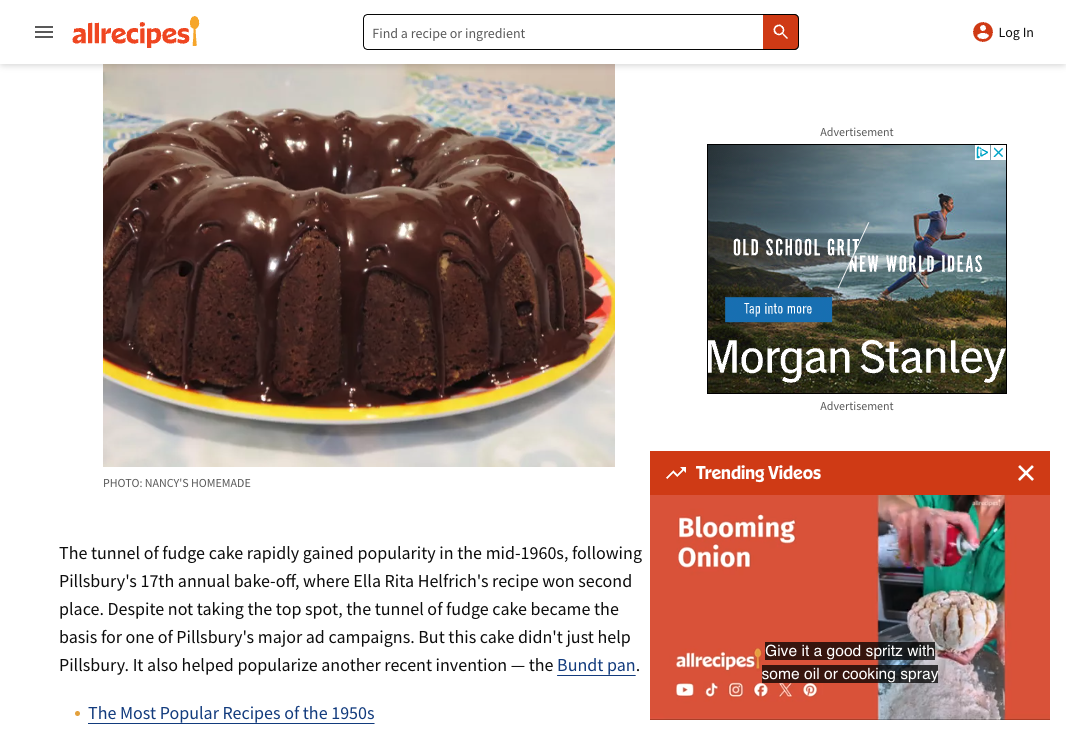 allrecipes
Find a recipe or ingredient
Log In
PHOTO: NANCY'S HOMEMADE
The tunnel of fudge cake rapidly gained popularity in the mid-1960s, following
Pillsbury's 17th annual bake-off, where Ella Rita Helfrich's recipe won second
place. Despite not taking the top spot, the tunnel of fudge cake became the
basis for one of Pillsbury's major ad campaigns. But this cake didn't just help
Pillsbury. It also helped popularize another recent invention — the Bundt pan.
• The Most Popular Recipes of the 1950s
Advertisement
OLD SCHOOL GRIT
NEW WORLD IDEAS
Tap into more
Morgan Stanley
Advertisement
Trending Videos
Blooming
Onion
allrecipes
allrecipes
Give it a good spritz with
some oil or cooking spray